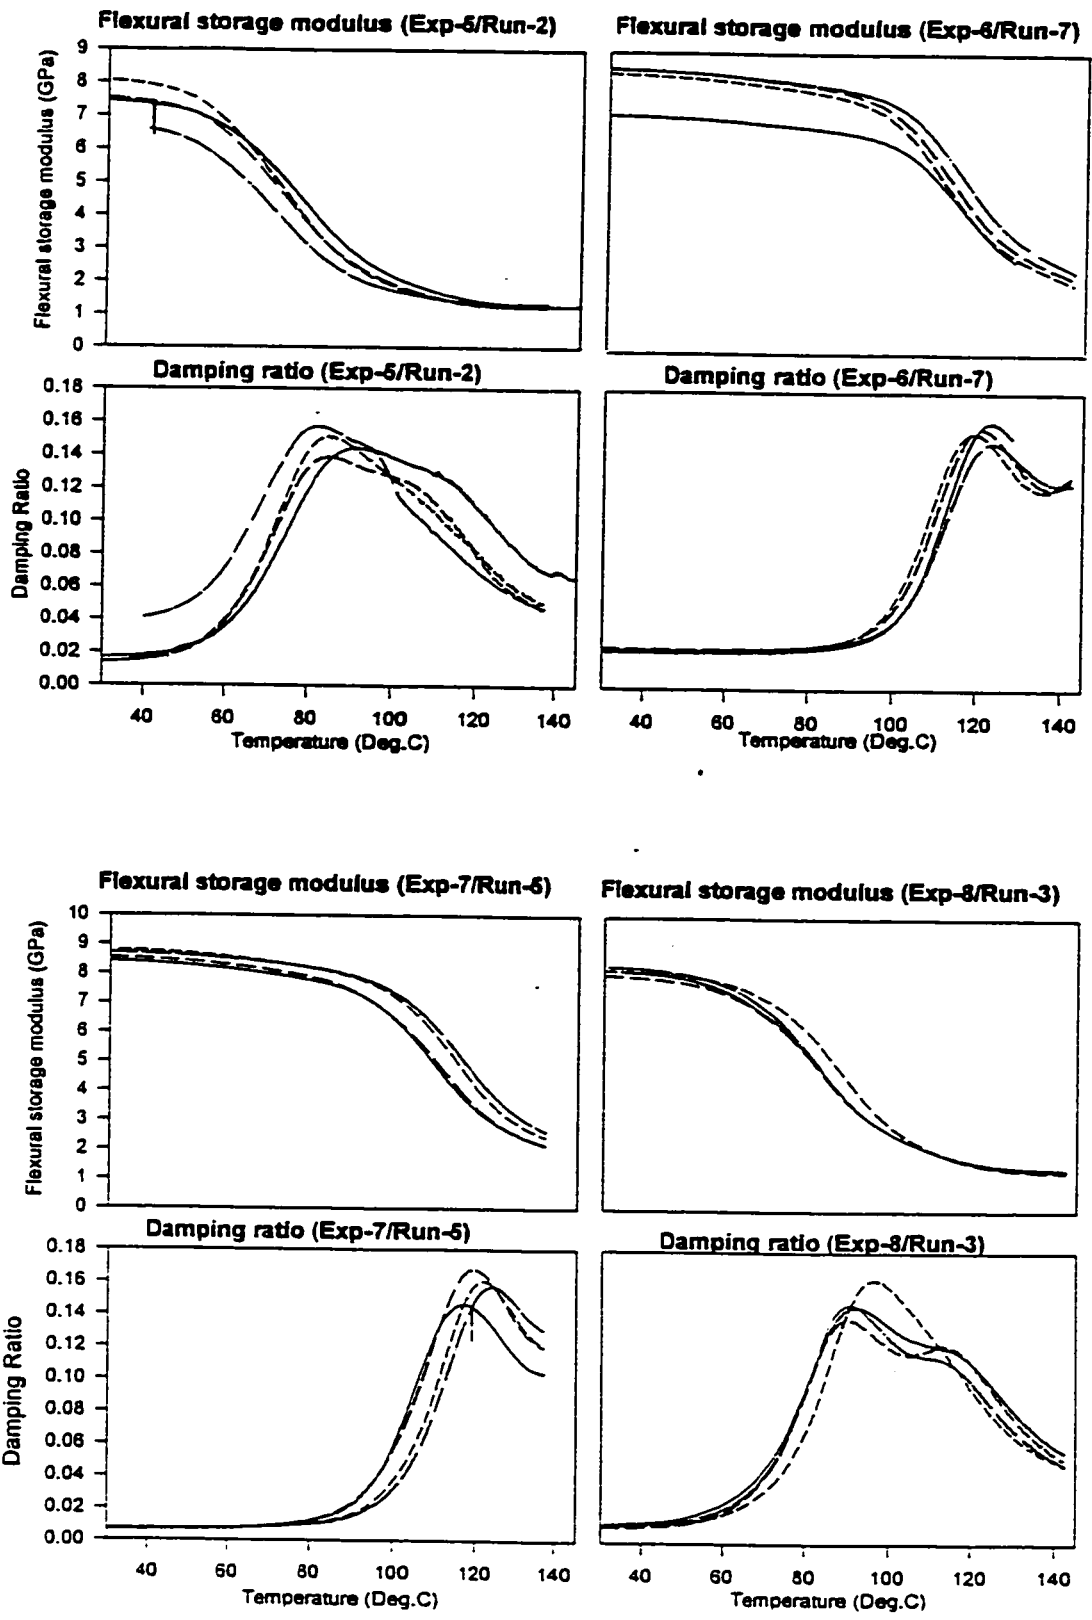 Flexural storage modulus (Exp-5/Run-2)
Flexural storage modulus (Exp-6/Run-7)
Flexural storage modulus (GPa)
9
8
7
6
5
4
3
2
1
0
Damping ratio (Exp-5/Run-2)
Damping ratio (Exp-6/Run-7)
Damping Ratio
0.18
0.16
0.14
0.12
0.10
0.08
0.06
0.04
0.02
0.00
40 60 80 100 120 140
Temperature (Deg.C)
40 60 80 100 120 140
Temperature (Deg.C)
Flexural storage modulus (Exp-7/Run-5)
Flexural storage modulus (Exp-8/Run-3)
Flexural storage modulus (GPa)
10
9
8
7
6
5
4
3
2
1
0
Damping ratio (Exp-7/Run-5)
Damping ratio (Exp-8/Run-3)
Damping Ratio
0.18
0.16
0.14
0.12
0.10
0.08
0.06
0.04
0.02
0.00
40 60 80 100 120 140
Temperature (Deg.C)
40 60 80 100 120 140
Temperature (Deg.C)